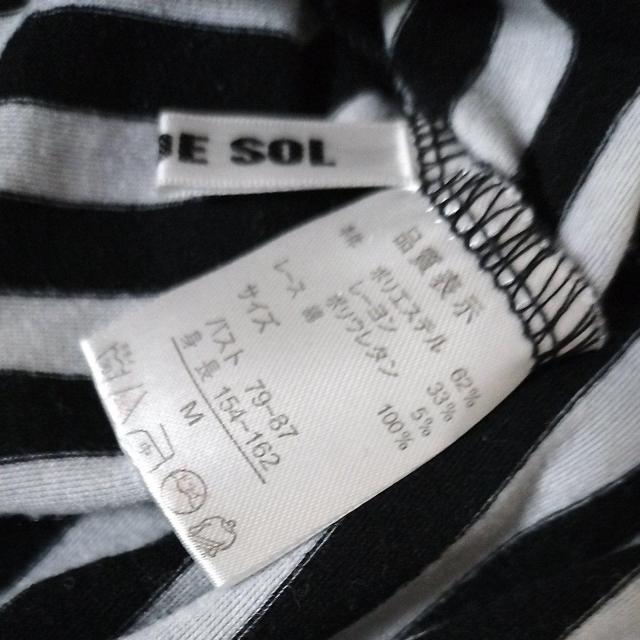 BE SOL
品質表示
ポリエステル 62%
レーヨン 33%
ポリウレタン 5%
レース 綿 100%
サイズ
バスト 79~87
身長 154~162
M